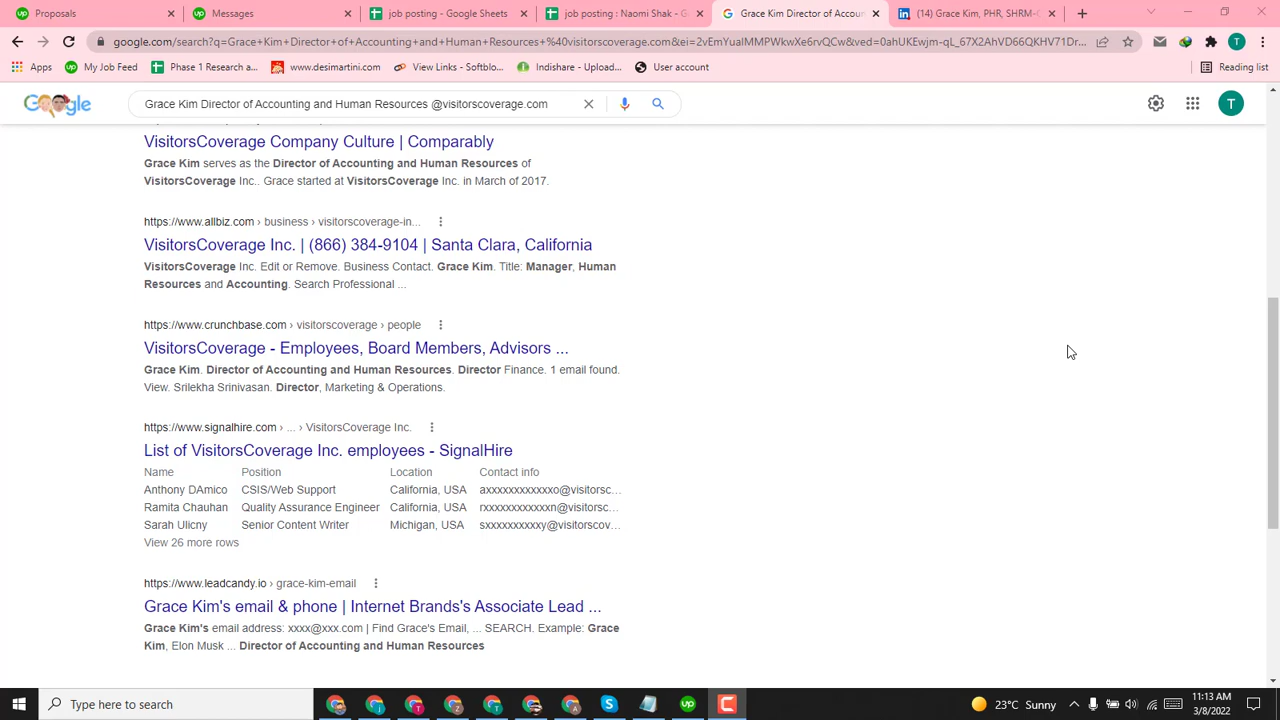 Proposals
Messages
job posting - Google Sheets
job posting : Naomi Shak - G
Grace Kim Director of Accoun
(14) Grace Kim, PHR, SHRM-C
google.com/search?q=Grace+Kim+Director+of+Accounting+and+Human+Resources+%40visitorscoverage.com&ei=2vEmYuaIMMPWkwXe6rvQCw&ved=0ahUKEwjm-qL_67X2AhVD66QKHV71Dr...
T
Apps
My Job Feed
Phase 1 Research a...
www.desimartini.com
View Links - Softblo...
Indishare - Upload...
User account
Reading list
Google
Grace Kim Director of Accounting and Human Resources @visitorscoverage.com
T
VisitorsCoverage Company Culture | Comparably
Grace Kim serves as the Director of Accounting and Human Resources of
VisitorsCoverage Inc.. Grace started at VisitorsCoverage Inc. in March of 2017.
https://www.allbiz.com › business › visitorscoverage-in...
VisitorsCoverage Inc. | (866) 384-9104 | Santa Clara, California
VisitorsCoverage Inc. Edit or Remove. Business Contact. Grace Kim. Title: Manager, Human
Resources and Accounting. Search Professional ...
https://www.crunchbase.com › visitorscoverage › people
VisitorsCoverage - Employees, Board Members, Advisors ...
Grace Kim. Director of Accounting and Human Resources. Director Finance. 1 email found.
View. Srilekha Srinivasan. Director, Marketing & Operations.
https://www.signalhire.com › ... › VisitorsCoverage Inc.
List of VisitorsCoverage Inc. employees - SignalHire
Name Position Location Contact info
Anthony DAmico CSIS/Web Support California, USA axxxxxxxxxxxo@visitorsc...
Ramita Chauhan Quality Assurance Engineer California, USA rxxxxxxxxxxn@visitorsc...
Sarah Ulicny Senior Content Writer Michigan, USA sxxxxxxxxxy@visitorscov...
View 26 more rows
https://www.leadcandy.io › grace-kim-email
Grace Kim's email & phone | Internet Brands's Associate Lead ...
Grace Kim's email address: xxxx@xxx.com | Find Grace's Email, ... SEARCH. Example: Grace
Kim, Elon Musk ... Director of Accounting and Human Resources
Type here to search
23°C Sunny
11:13 AM
3/8/2022